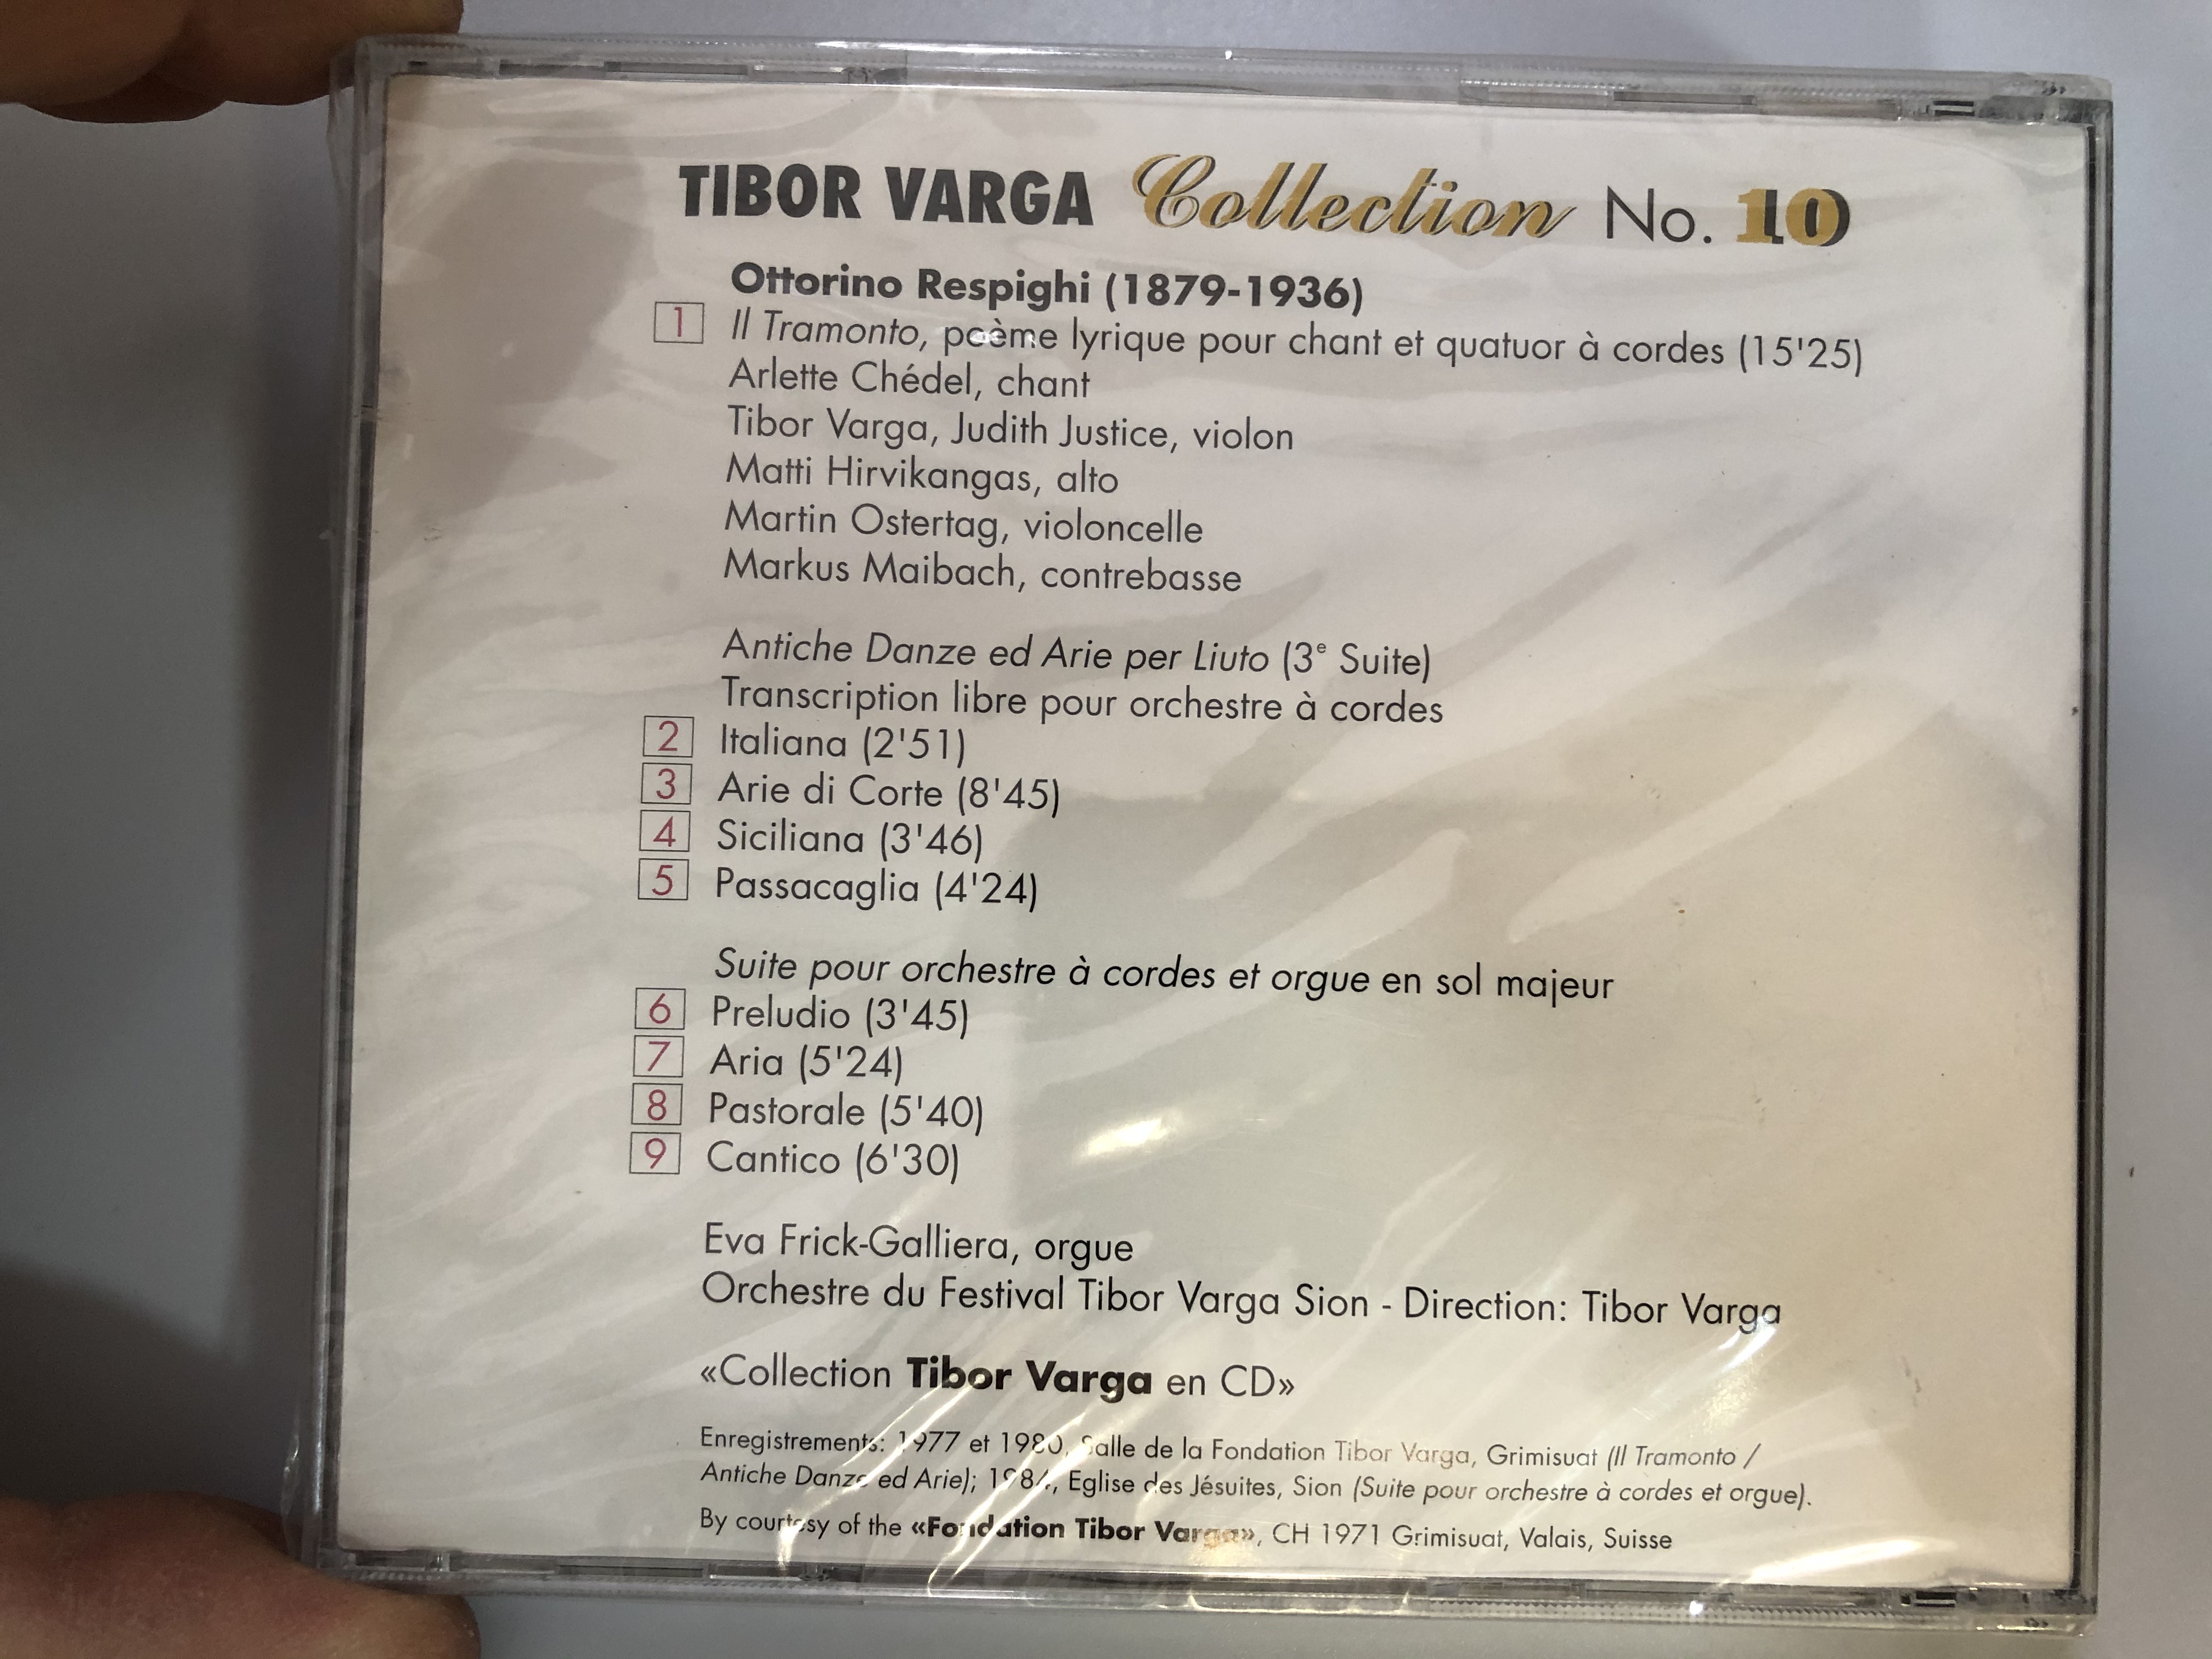 TIBOR VARGA Collection No. 10
Ottorino Respighi (1879-1936)
1 Il Tramonto, poème lyrique pour chant et quatuor à cordes (15'25)
Arlette Chédel, chant
Tibor Varga, Judith Justice, violon
Matti Hirvikangas, alto
Martin Ostertag, violoncelle
Markus Maibach, contrebasse
Antiche Danze ed Arie per Liuto (3e Suite)
Transcription libre pour orchestre à cordes
2 Italiana (2'51)
3 Arie di Corte (8'45)
4 Siciliana (3'46)
5 Passacaglia (4'24)
Suite pour orchestre à cordes et orgue en sol majeur
6 Preludio (3'45)
7 Aria (5'24)
8 Pastorale (5'40)
9 Cantico (6'30)
Eva Frick-Galliera, orgue
Orchestre du Festival Tibor Varga Sion - Direction: Tibor Varga
«Collection Tibor Varga en CD»
Enregistrements: 1977 et 1980, Salle de la Fondation Tibor Varga, Grimisuat (Il Tramonto /
Antiche Danze ed Arie); 1984, Eglise des Jésuites, Sion (Suite pour orchestre à cordes et orgue).
By courtesy of the «Fondation Tibor Varga», CH 1971 Grimisuat, Valais, Suisse